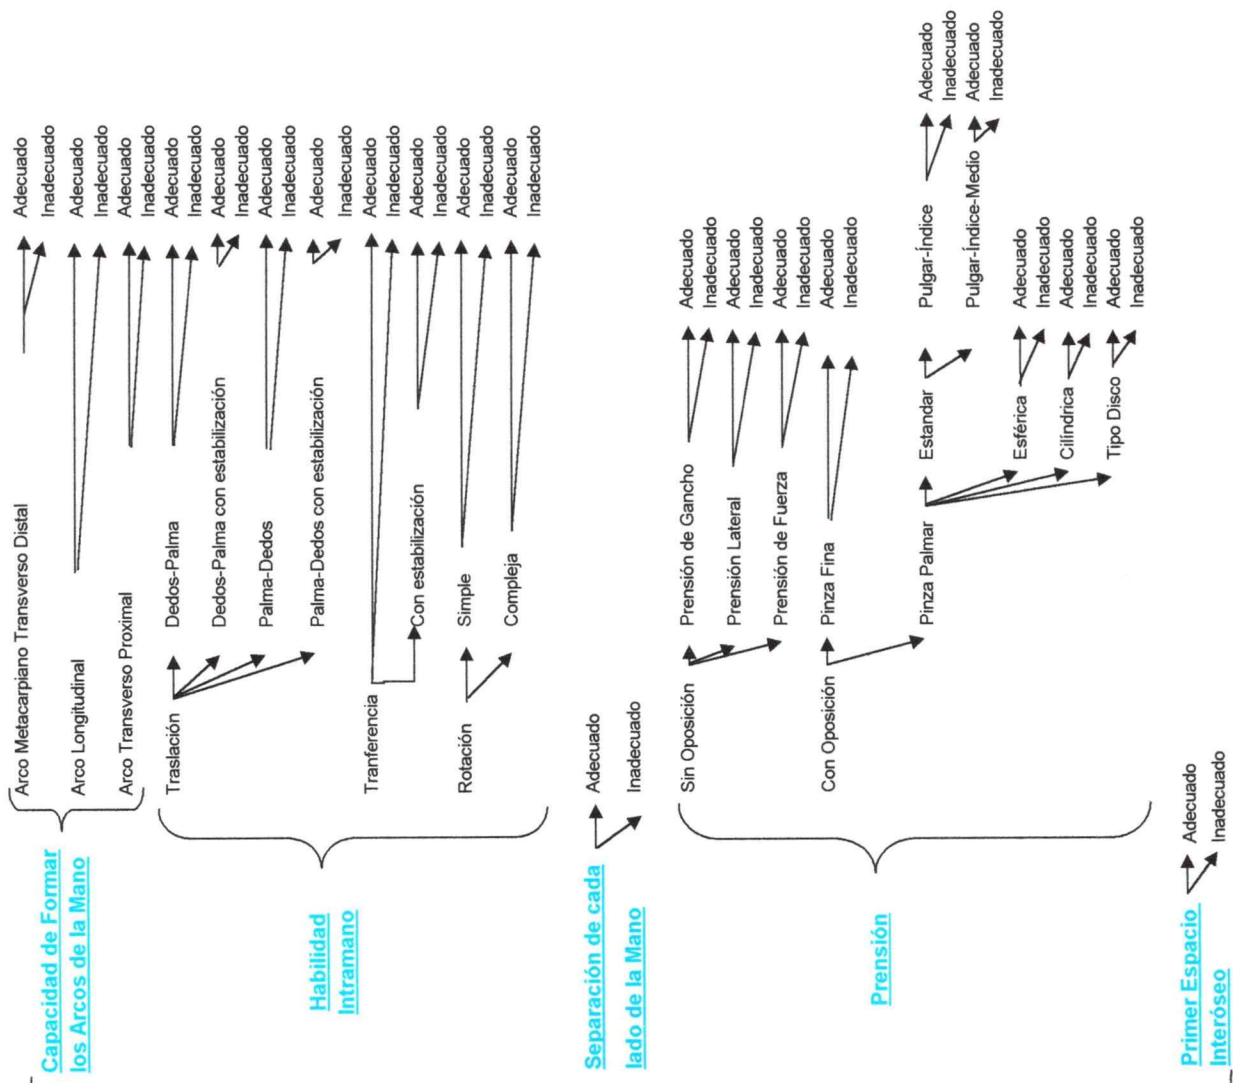 Capacidad de Formar
los Arcos de la Mano
Arco Metacarpiano Transverso Distal
Adecuado
Inadecuado
Arco Longitudinal
Adecuado
Inadecuado
Arco Transverso Proximal
Adecuado
Inadecuado
Habilidad
Intramano
Traslación
Dedos-Palma
Adecuado
Inadecuado
Dedos-Palma con estabilización
Adecuado
Inadecuado
Palma-Dedos
Adecuado
Inadecuado
Palma-Dedos con estabilización
Adecuado
Inadecuado
Tranferencia
Adecuado
Inadecuado
Con estabilización
Adecuado
Inadecuado
Rotación
Simple
Adecuado
Inadecuado
Compleja
Adecuado
Inadecuado
Separación de cada
lado de la Mano
Adecuado
Inadecuado
Prensión
Sin Oposición
Prensión de Gancho
Adecuado
Inadecuado
Prensión Lateral
Adecuado
Inadecuado
Prensión de Fuerza
Adecuado
Inadecuado
Con Oposición
Pinza Fina
Adecuado
Inadecuado
Pinza Palmar
Estandar
Pulgar-Índice
Adecuado
Inadecuado
Pulgar-Índice-Medio
Adecuado
Inadecuado
Esférica
Adecuado
Inadecuado
Cilíndrica
Adecuado
Inadecuado
Tipo Disco
Adecuado
Inadecuado
Primer Espacio
Interóseo
Adecuado
Inadecuado